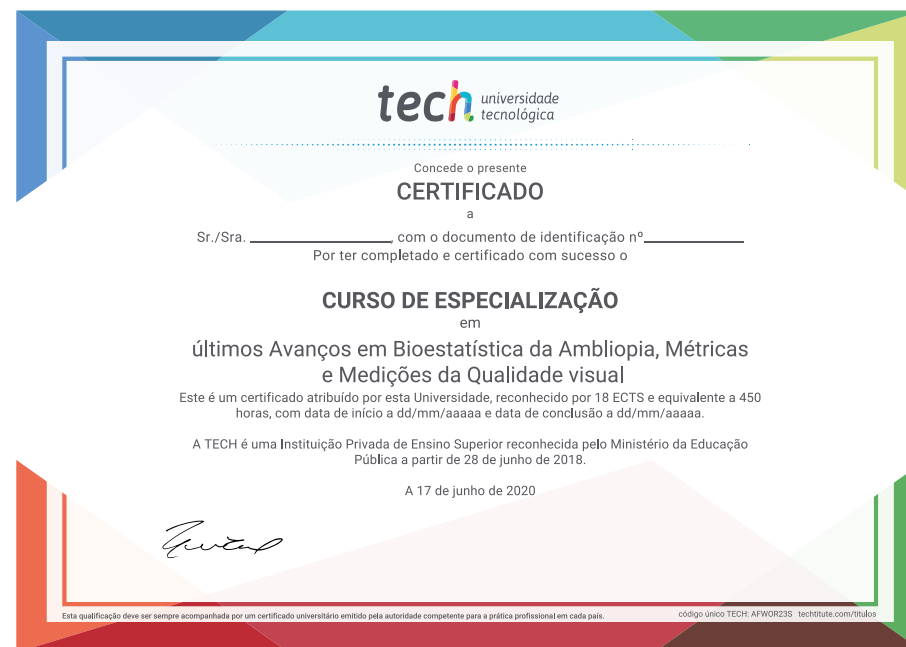 tech universidade
tecnológica
Concede o presente
CERTIFICADO
a
Sr./Sra. ____________________, com o documento de identificação nº______________
Por ter completado e certificado com sucesso o
CURSO DE ESPECIALIZAÇÃO
em
últimos Avanços em Bioestatística da Ambliopia, Métricas
e Medições da Qualidade visual
Este é um certificado atribuído por esta Universidade, reconhecido por 18 ECTS e equivalente a 450
horas, com data de início a dd/mm/aaaaa e data de conclusão a dd/mm/aaaaa.
A TECH é uma Instituição Privada de Ensino Superior reconhecida pelo Ministério da Educação
Pública a partir de 28 de junho de 2018.
A 17 de junho de 2020
Esta qualificação deve ser sempre acompanhada por um certificado universitário emitido pela autoridade competente para a prática profissional em cada país.
código único TECH: AFWOR23S techtitute.com/titulos